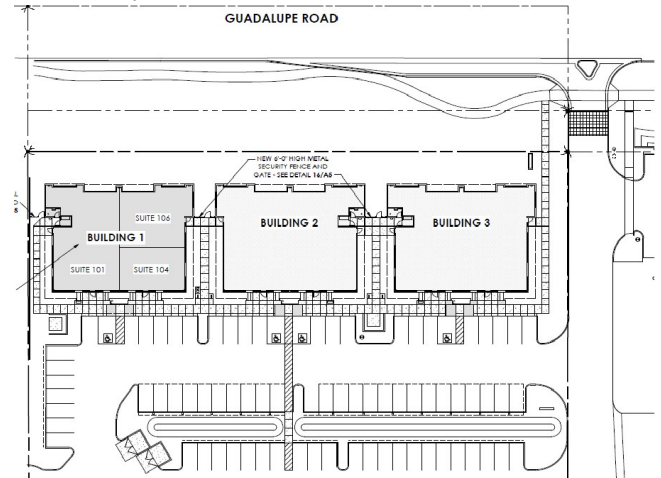 GUADALUPE ROAD
NEW 6'-0" HIGH METAL
SECURITY FENCE AND
GATE - SEE DETAIL 16/A5
SUITE 106
BUILDING 1
BUILDING 2
BUILDING 3
SUITE 101
SUITE 104